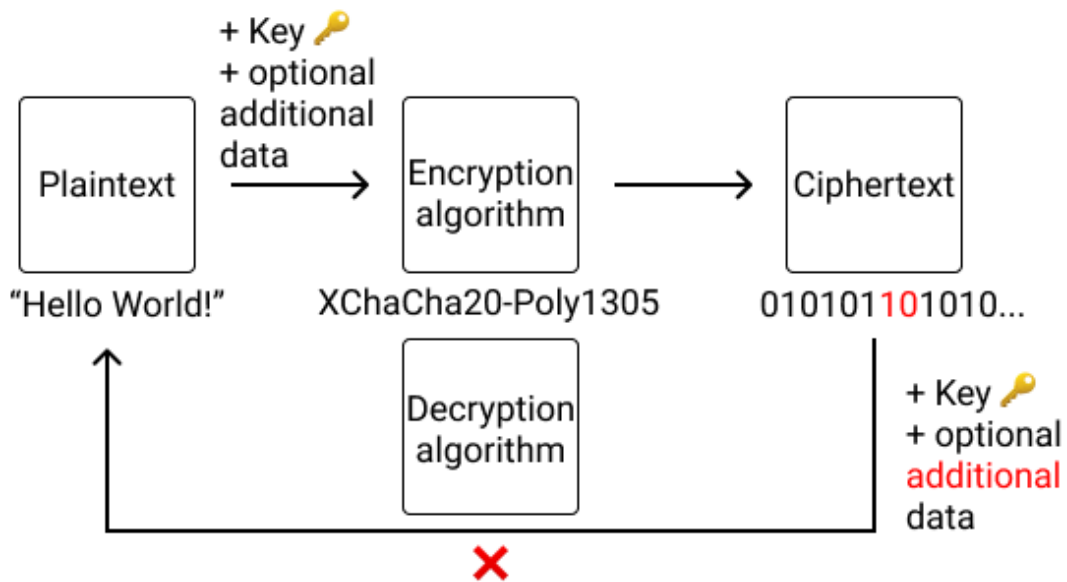 + Key 🔑
+ optional
additional
data
Plaintext
Encryption
algorithm
Ciphertext
“Hello World!”
XChaCha20-Poly1305
010101101010...
Decryption
algorithm
+ Key 🔑
+ optional
additional
data